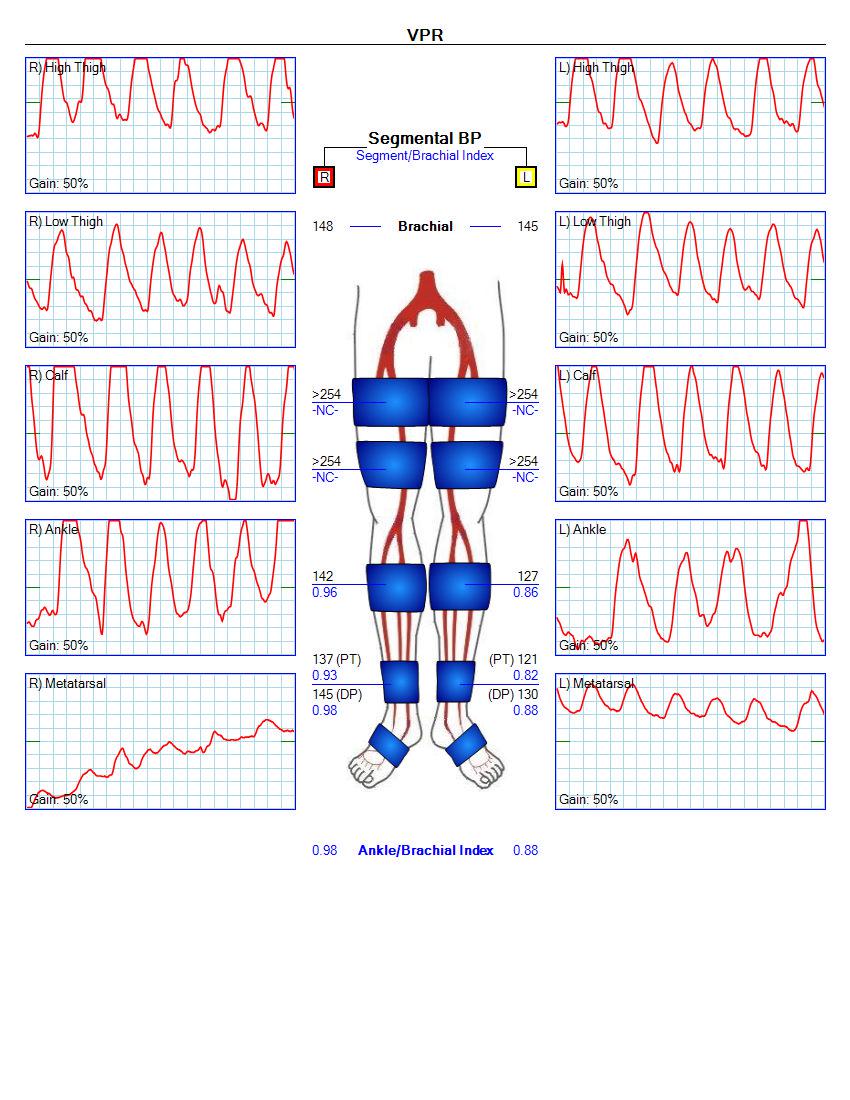 VPR
R) High Thigh
Gain: 50%
R) Low Thigh
Gain: 50%
R) Calf
Gain: 50%
R) Ankle
Gain: 50%
R) Metatarsal
Gain: 50%
Segmental BP
Segment/Brachial Index
R L
148 Brachial 145
>254 >254
-NC- -NC-
>254 >254
-NC- -NC-
142 127
0.96 0.86
137 (PT) (PT) 121
0.93 0.82
145 (DP) (DP) 130
0.98 0.88
0.98 Ankle/Brachial Index 0.88
L) High Thigh
Gain: 50%
L) Low Thigh
Gain: 50%
L) Calf
Gain: 50%
L) Ankle
Gain: 50%
L) Metatarsal
Gain: 50%